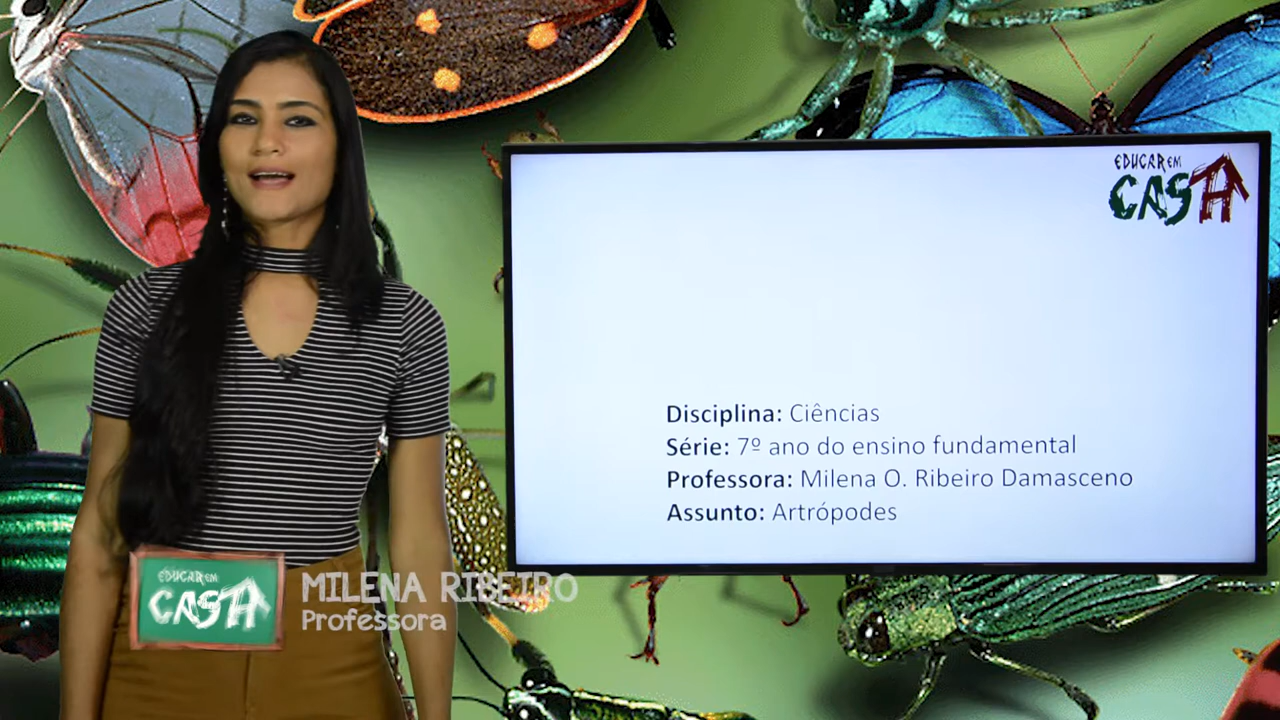 EDUCAR EM
CASA
Disciplina: Ciências
Série: 7º ano do ensino fundamental
Professora: Milena O. Ribeiro Damasceno
Assunto: Artrópodes
EDUCAR EM
CASA
MILENA RIBEIRO
Professora